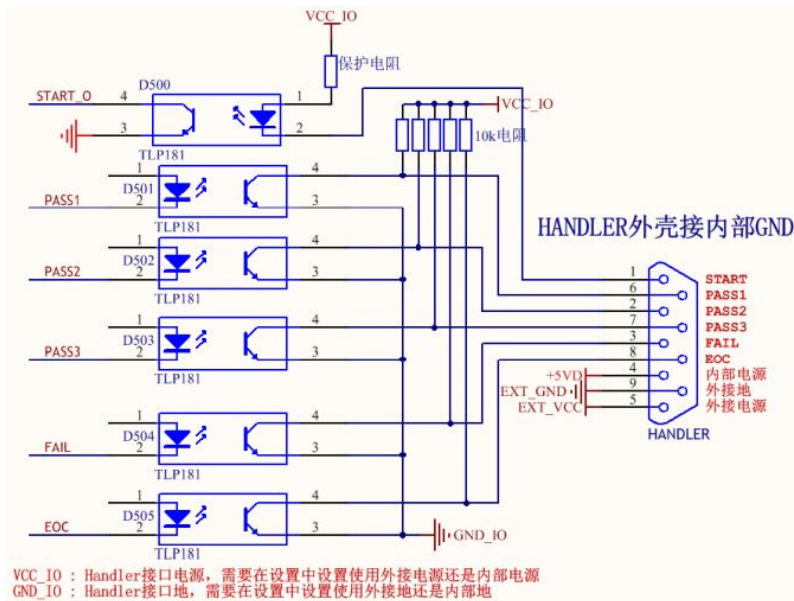 VCC_IO
保护电阻
D500
START_O 4 1
3 2
TLP181
VCC_IO
10k电阻
1 4
D501
PASS1 2 3
TLP181
1 4
D502
PASS2 2 3
TLP181
1 4
D503
PASS3 2 3
TLP181
1 4
D504
FAIL 2 3
TLP181
1 4
D505
EOC 2 3
TLP181
GND_IO
HANDLER外壳接内部GND
1 START
6 PASS1
2 PASS2
7 PASS3
3 FAIL
8 EOC
+5VD 4 内部电源
EXT_GND 9 外接地
EXT_VCC 5 外接电源
HANDLER
VCC_IO : Handler接口电源, 需要在设置中设置使用外接电源还是内部电源
GND_IO : Handler接口地, 需要在设置中设置使用外接地还是内部地